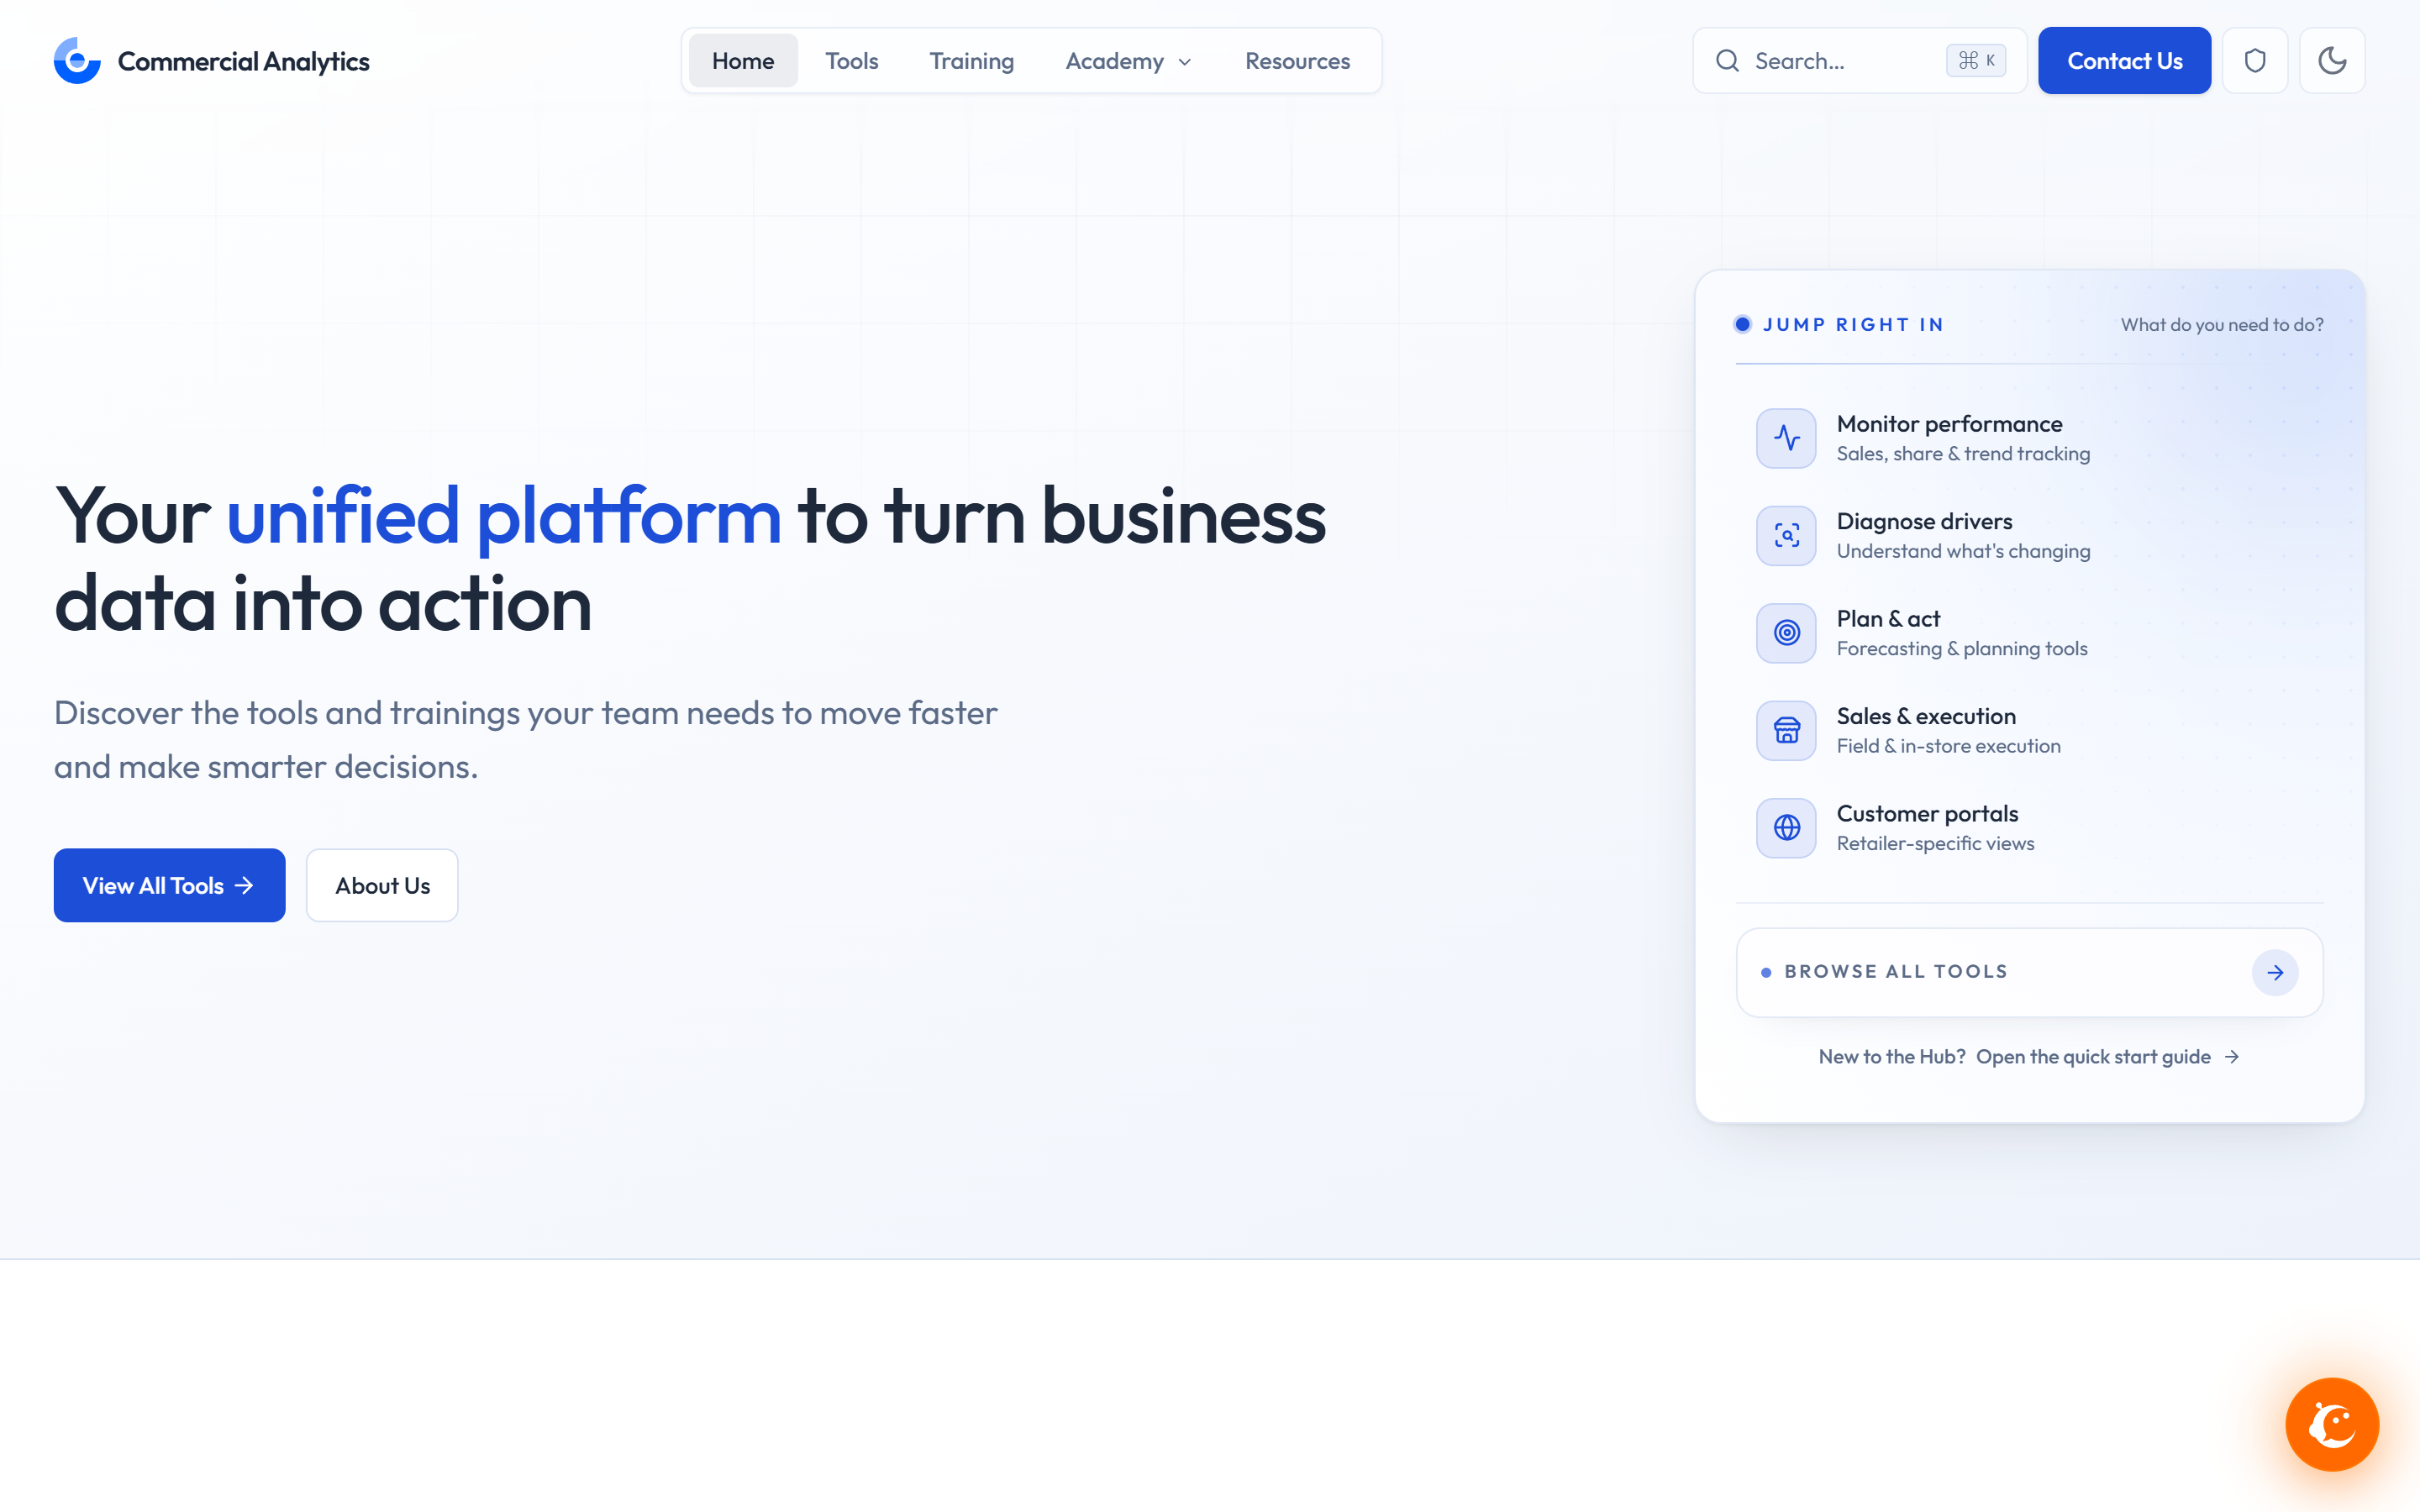 Commercial Analytics
Home
Tools
Training
Academy
Resources
Search...
⌘ K
Contact Us
Your unified platform to turn business
data into action
Discover the tools and trainings your team needs to move faster
and make smarter decisions.
View All Tools →
About Us
JUMP RIGHT IN
What do you need to do?
Monitor performance
Sales, share & trend tracking
Diagnose drivers
Understand what's changing
Plan & act
Forecasting & planning tools
Sales & execution
Field & in-store execution
Customer portals
Retailer-specific views
BROWSE ALL TOOLS
New to the Hub? Open the quick start guide →